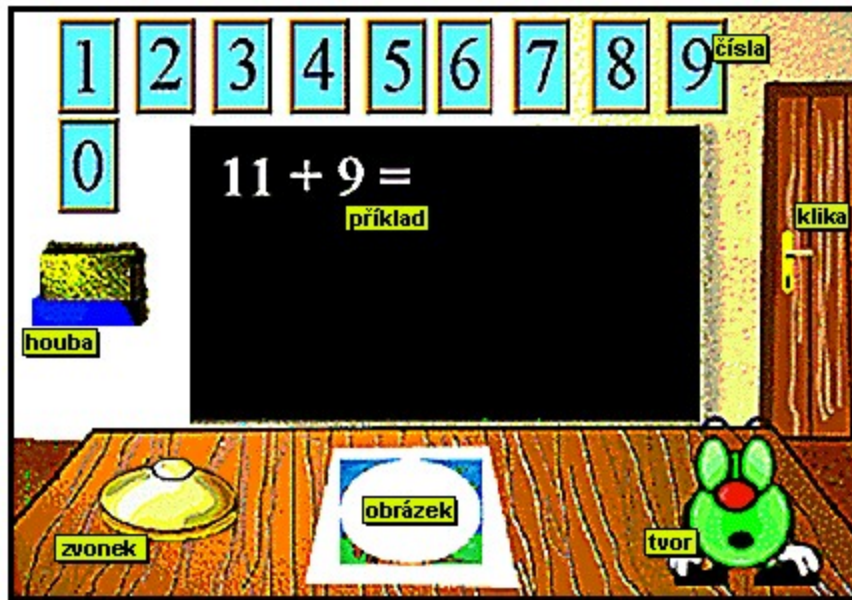 1 2 3 4 5 6 7 8 9
čísla
0
11 + 9 =
příklad
klika
houba
obrázek
zvonek
tvor